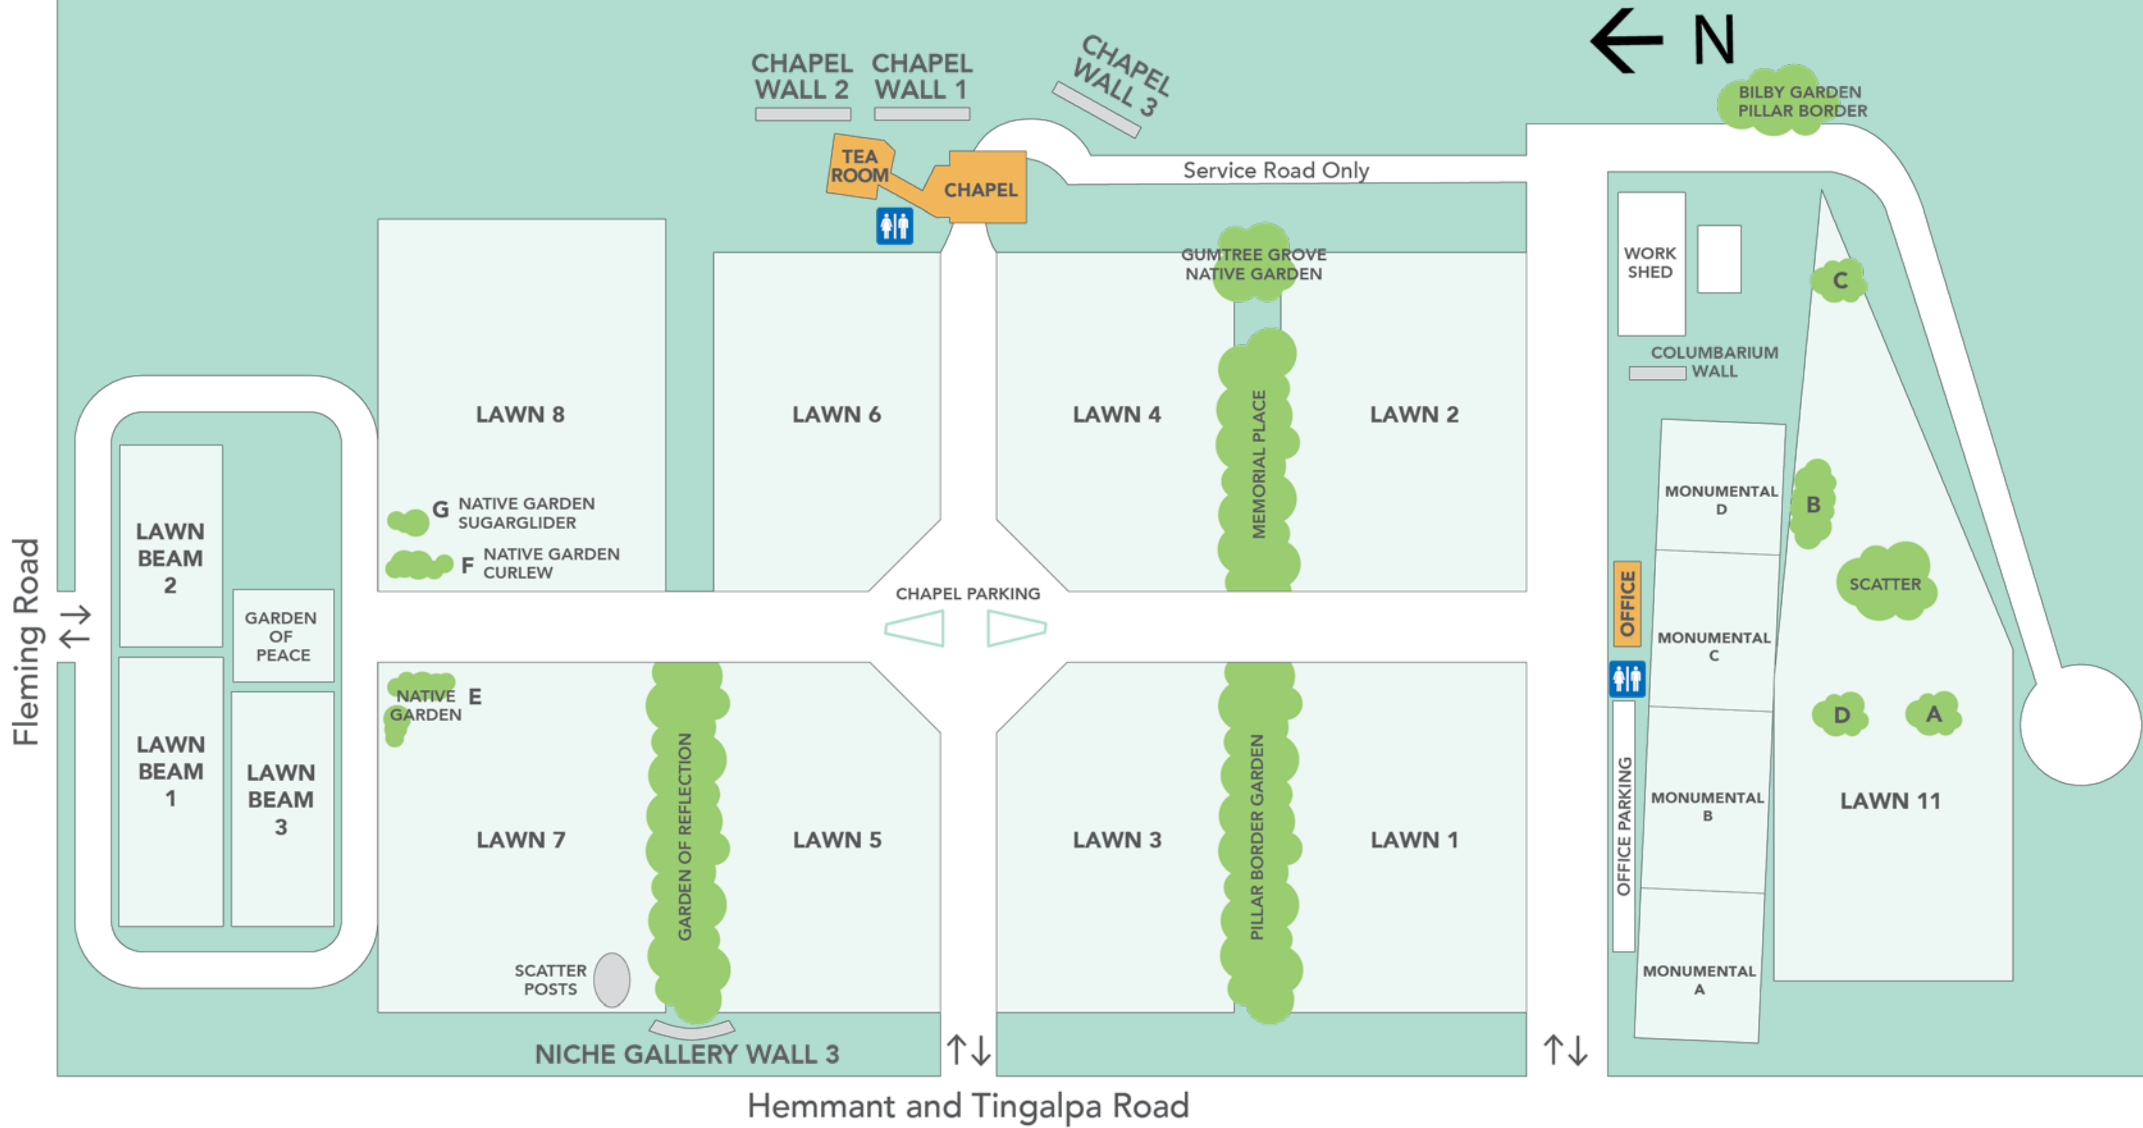 N
CHAPEL
WALL 2
CHAPEL
WALL 1
CHAPEL
WALL 3
BILBY GARDEN
PILLAR BORDER
TEA
ROOM
CHAPEL
Service Road Only
GUMTREE GROVE
NATIVE GARDEN
WORK
SHED
C
COLUMBARIUM
WALL
LAWN 8
LAWN 6
LAWN 4
MEMORIAL PLACE
LAWN 2
G
NATIVE GARDEN
SUGARGLIDER
F
NATIVE GARDEN
CURLEW
MONUMENTAL
D
B
LAWN
BEAM
2
GARDEN
OF
PEACE
CHAPEL PARKING
OFFICE
SCATTER
MONUMENTAL
C
Fleming Road
NATIVE
GARDEN
E
D
A
LAWN
BEAM
1
LAWN
BEAM
3
LAWN 7
GARDEN OF REFLECTION
LAWN 5
LAWN 3
PILLAR BORDER GARDEN
LAWN 1
OFFICE PARKING
MONUMENTAL
B
LAWN 11
SCATTER
POSTS
MONUMENTAL
A
NICHE GALLERY WALL 3
Hemmant and Tingalpa Road